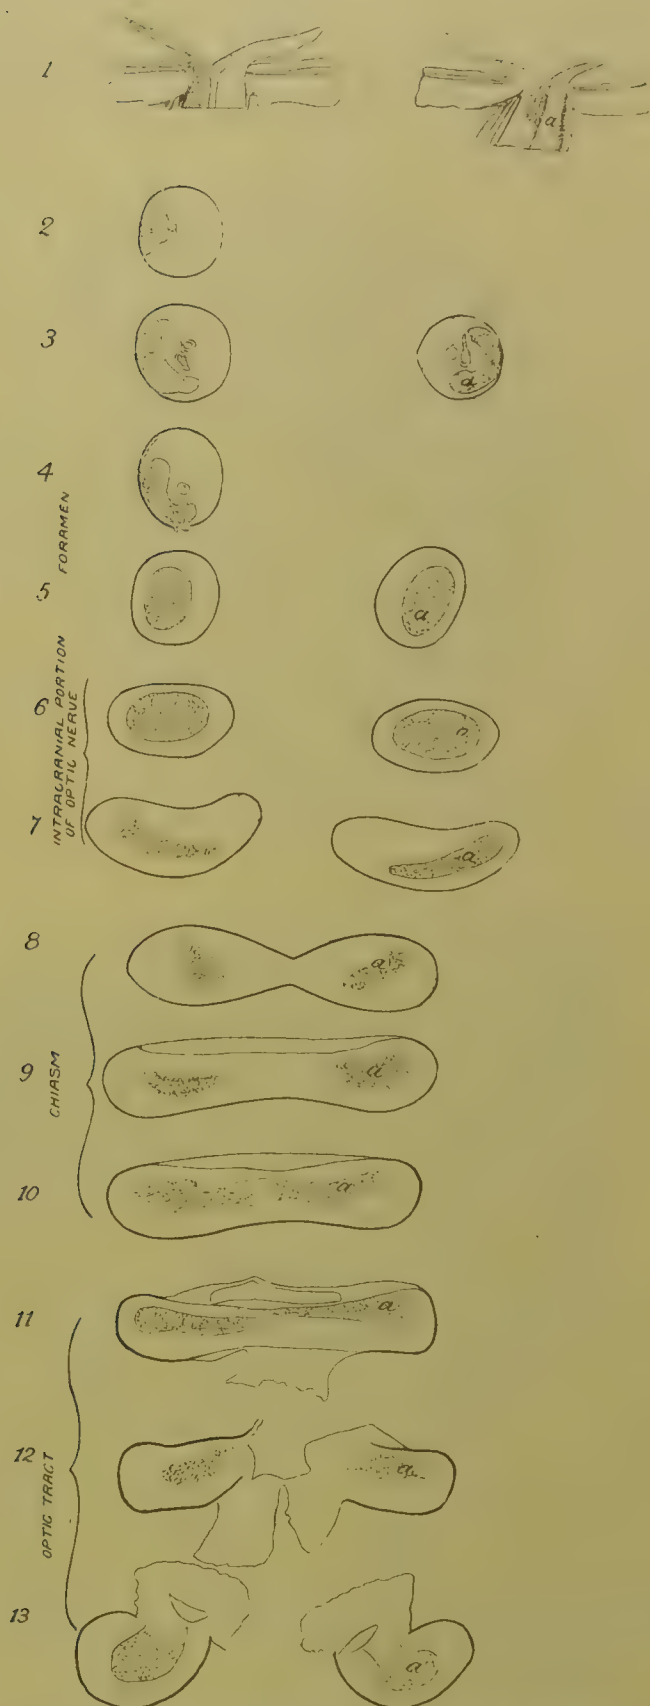 1
a
2
3
a
4
FORAMEN
5
a
INTRACRANIAL PORTION
OF OPTIC NERVE
6
a
7
a
8
a
CHIASM
9
a
10
a
11
a
OPTIC TRACT
12
a
13
a